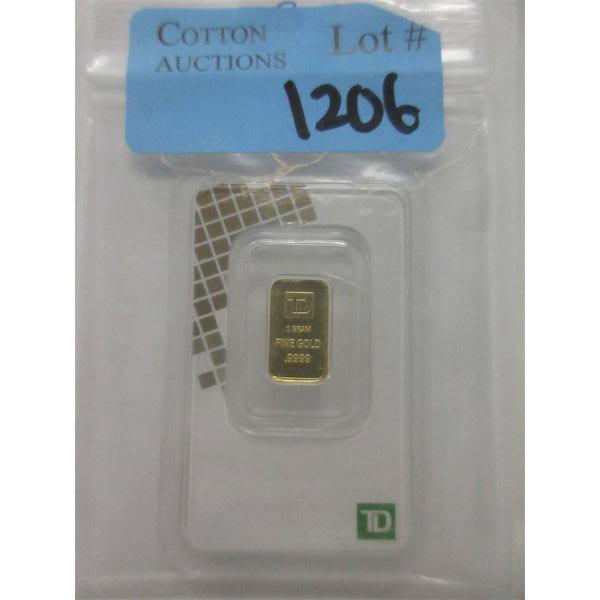 COTTON AUCTIONS
Lot #
1206
TD
1 GRAM
FINE GOLD
.9999
TD